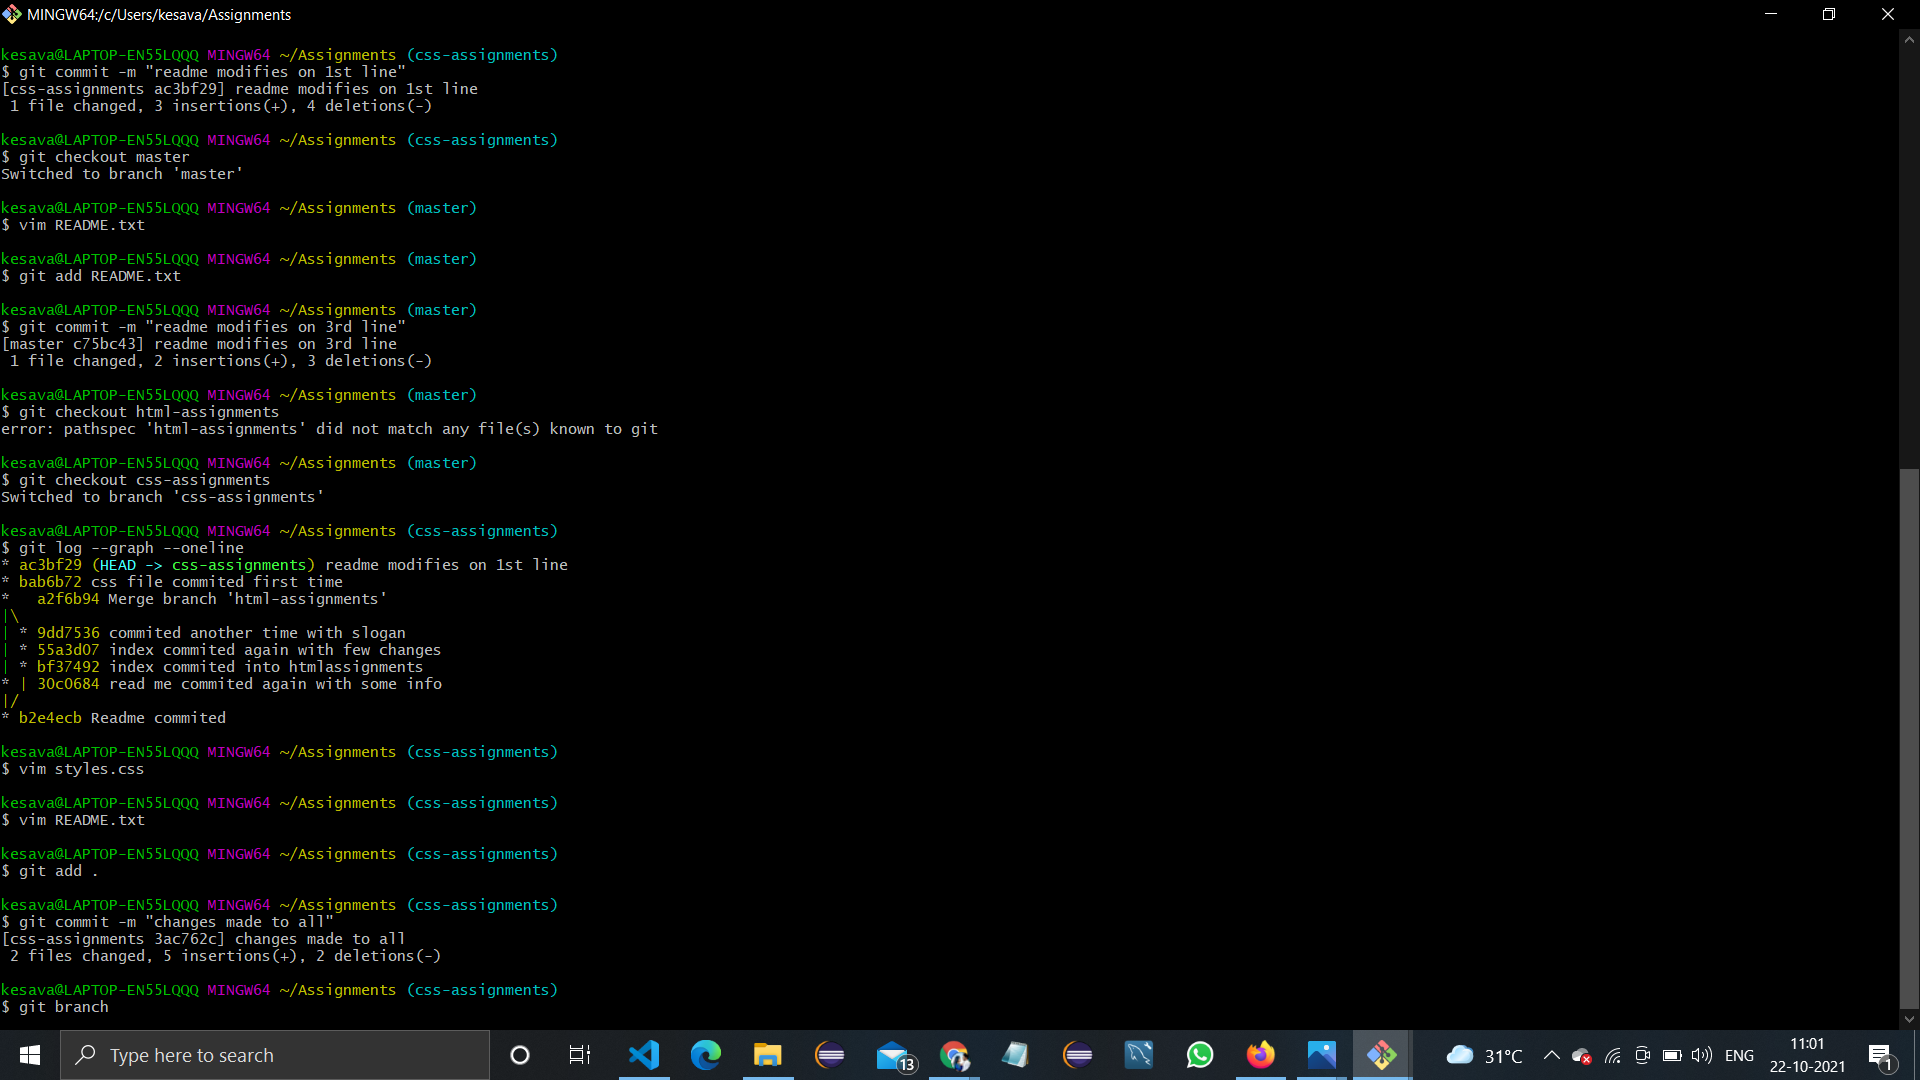 MINGW64:/c/Users/kesava/Assignments
kesava@LAPTOP-EN55LQQQ MINGW64 ~/Assignments (css-assignments)
$ git commit -m "readme modifies on 1st line"
[css-assignments ac3bf29] readme modifies on 1st line
 1 file changed, 3 insertions(+), 4 deletions(-)
kesava@LAPTOP-EN55LQQQ MINGW64 ~/Assignments (css-assignments)
$ git checkout master
Switched to branch 'master'
kesava@LAPTOP-EN55LQQQ MINGW64 ~/Assignments (master)
$ vim README.txt
kesava@LAPTOP-EN55LQQQ MINGW64 ~/Assignments (master)
$ git add README.txt
kesava@LAPTOP-EN55LQQQ MINGW64 ~/Assignments (master)
$ git commit -m "readme modifies on 3rd line"
[master c75bc43] readme modifies on 3rd line
 1 file changed, 2 insertions(+), 3 deletions(-)
kesava@LAPTOP-EN55LQQQ MINGW64 ~/Assignments (master)
$ git checkout html-assignments
error: pathspec 'html-assignments' did not match any file(s) known to git
kesava@LAPTOP-EN55LQQQ MINGW64 ~/Assignments (master)
$ git checkout css-assignments
Switched to branch 'css-assignments'
kesava@LAPTOP-EN55LQQQ MINGW64 ~/Assignments (css-assignments)
$ git log --graph --oneline
* ac3bf29 (HEAD -> css-assignments) readme modifies on 1st line
* bab6b72 css file commited first time
*   a2f6b94 Merge branch 'html-assignments'
|\
| * 9dd7536 commited another time with slogan
| * 55a3d07 index commited again with few changes
| * bf37492 index commited into htmlassignments
* | 30c0684 read me commited again with some info
|/
* b2e4ecb Readme commited
kesava@LAPTOP-EN55LQQQ MINGW64 ~/Assignments (css-assignments)
$ vim styles.css
kesava@LAPTOP-EN55LQQQ MINGW64 ~/Assignments (css-assignments)
$ vim README.txt
kesava@LAPTOP-EN55LQQQ MINGW64 ~/Assignments (css-assignments)
$ git add .
kesava@LAPTOP-EN55LQQQ MINGW64 ~/Assignments (css-assignments)
$ git commit -m "changes made to all"
[css-assignments 3ac762c] changes made to all
 2 files changed, 5 insertions(+), 2 deletions(-)
kesava@LAPTOP-EN55LQQQ MINGW64 ~/Assignments (css-assignments)
$ git branch
Type here to search
13
31°C
ENG
11:01
22-10-2021
1